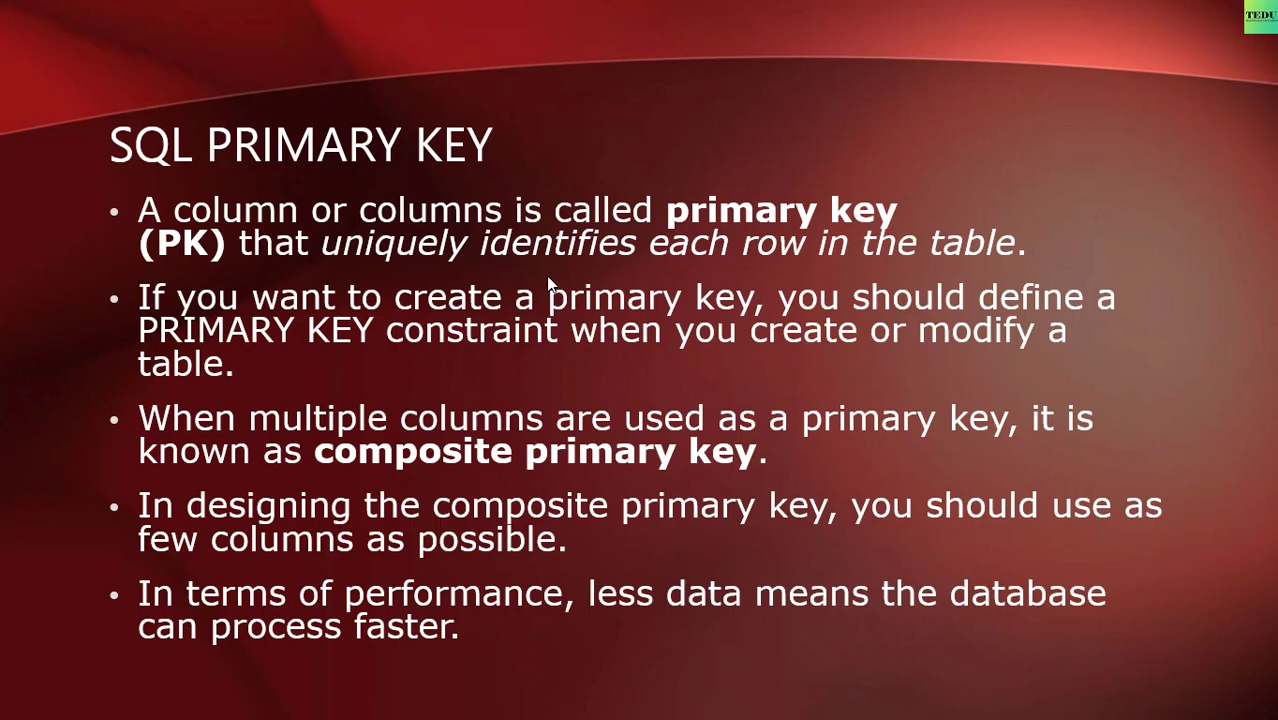 TEDU
SQL PRIMARY KEY
• A column or columns is called primary key
(PK) that uniquely identifies each row in the table.
• If you want to create a primary key, you should define a
PRIMARY KEY constraint when you create or modify a
table.
• When multiple columns are used as a primary key, it is
known as composite primary key.
• In designing the composite primary key, you should use as
few columns as possible.
• In terms of performance, less data means the database
can process faster.